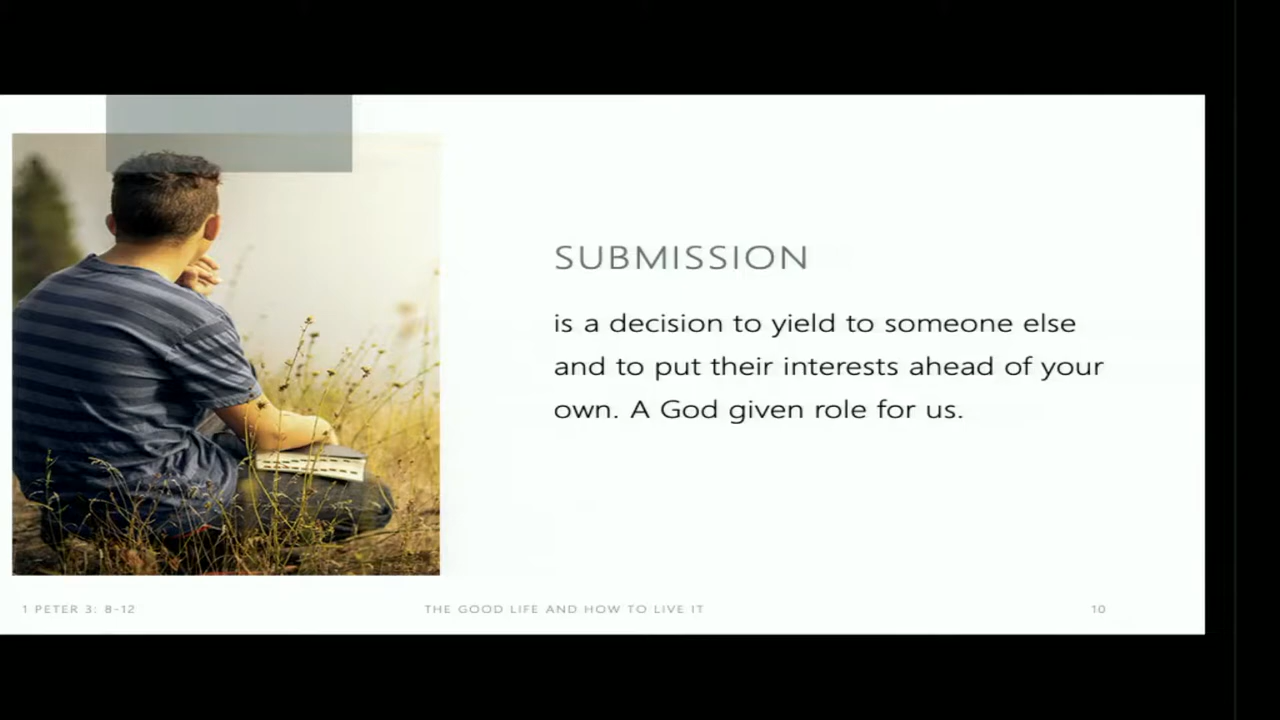 SUBMISSION
is a decision to yield to someone else
and to put their interests ahead of your
own. A God given role for us.
1 PETER 3: 8-12
THE GOOD LIFE AND HOW TO LIVE IT
10